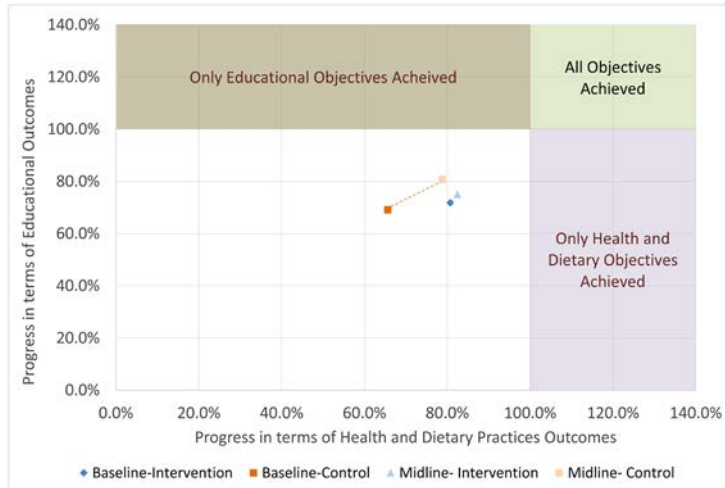 140.0%
120.0%
100.0%
80.0%
60.0%
40.0%
20.0%
0.0%
Progress in terms of Educational Outcomes
Only Educational Objectives Acheived
All Objectives
Achieved
Only Health and
Dietary Objectives
Achieved
0.0% 20.0% 40.0% 60.0% 80.0% 100.0% 120.0% 140.0%
Progress in terms of Health and Dietary Practices Outcomes
Baseline-Intervention Baseline-Control Midline- Intervention Midline- Control